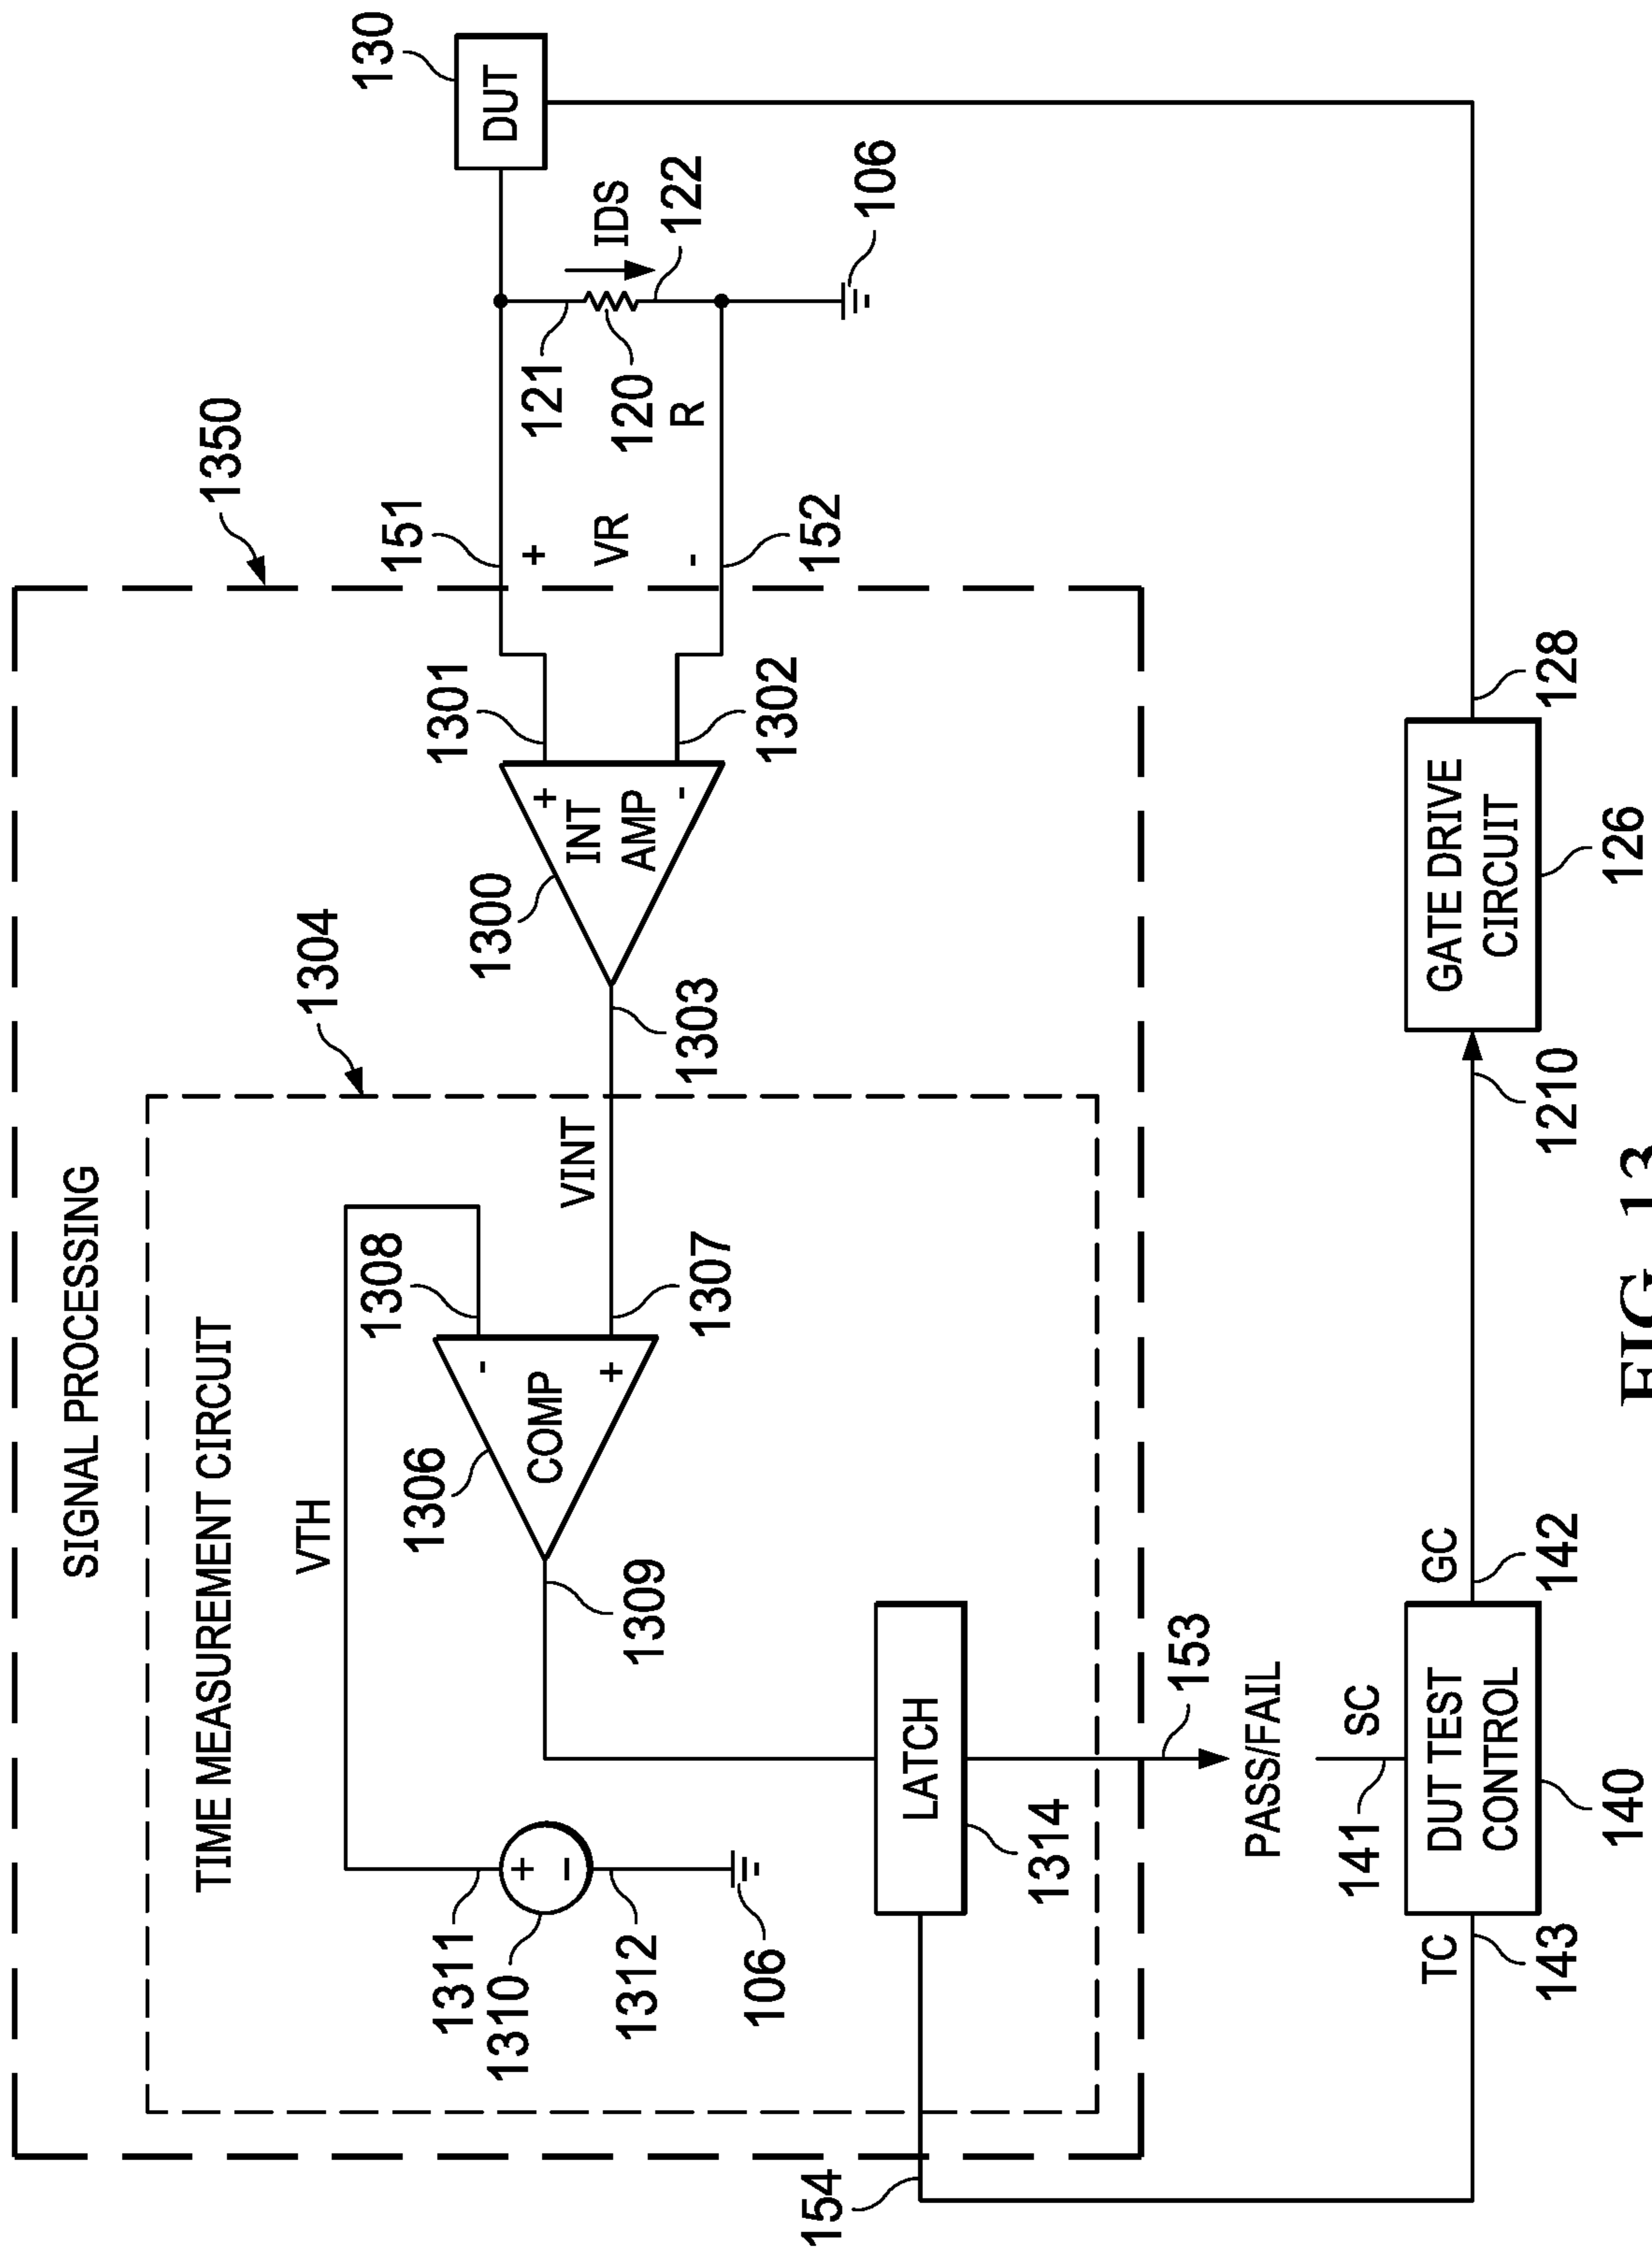 SIGNAL PROCESSING
1350
TIME MEASUREMENT CIRCUIT
1304
VTH
1311
1310
1312
106
+
-
1306
1308
COMP
-
+
1309
1307
VINT
1303
1300
INT
AMP
+
-
1301
1302
151
+
VR
-
152
121
120
R
IDS
122
106
DUT
130
LATCH
1314
153
PASS/FAIL
154
TC
143
141
SC
DUT TEST
CONTROL
140
GC
142
1210
GATE DRIVE
CIRCUIT
126
128